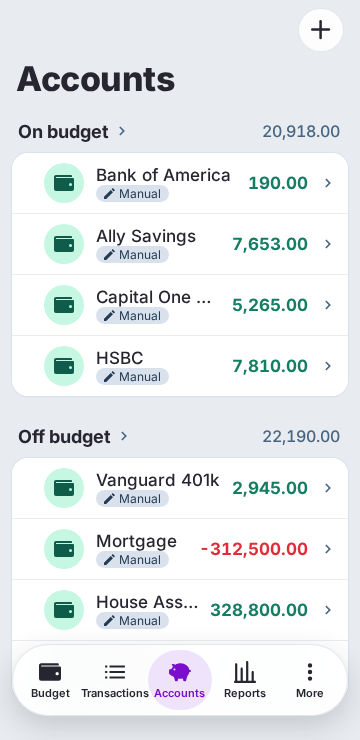 Accounts
On budget 20,918.00
Bank of America 190.00
Manual
Ally Savings 7,653.00
Manual
Capital One ... 5,265.00
Manual
HSBC 7,810.00
Manual
Off budget 22,190.00
Vanguard 401k 2,945.00
Manual
Mortgage -312,500.00
Manual
House Ass... 328,800.00
Manual
Budget Transactions Accounts Reports More